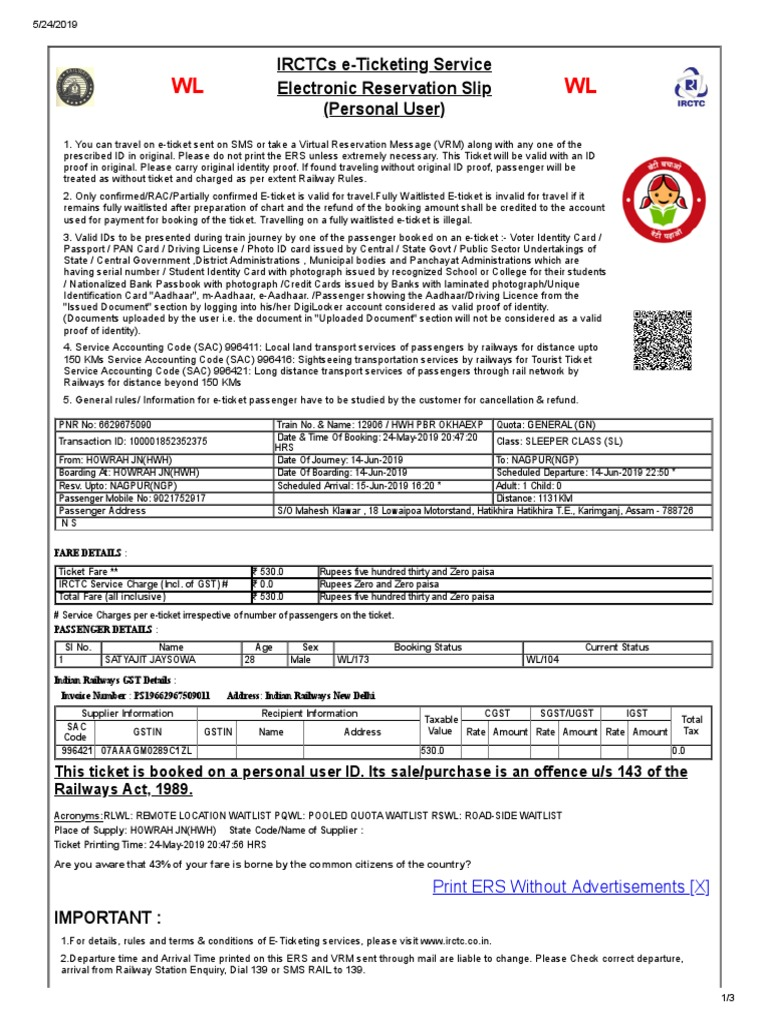 5/24/2019
IRCTCs e-Ticketing Service
WL Electronic Reservation Slip WL
(Personal User)
IRCTC
1. You can travel on e-ticket sent on SMS or take a Virtual Reservation Message (VRM) along with any one of the
prescribed ID in original. Please do not print the ERS unless extremely necessary. This Ticket will be valid with an ID
proof in original. Please carry original identity proof. If found traveling without original ID proof, passenger will be
treated as without ticket and charged as per extent Railway Rules.
2. Only confirmed/RAC/Partially confirmed E-ticket is valid for travel.Fully Waitlisted E-ticket is invalid for travel if it
remains fully waitlisted after preparation of chart and the refund of the booking amount shall be credited to the account
used for payment for booking of the ticket. Travelling on a fully waitlisted e-ticket is illegal.
बेटी बचाओ
बेटी पढ़ाओ
3. Valid IDs to be presented during train journey by one of the passenger booked on an e-ticket :- Voter Identity Card /
Passport / PAN Card / Driving License / Photo ID card issued by Central / State Govt / Public Sector Undertakings of
State / Central Government ,District Administrations , Municipal bodies and Panchayat Administrations which are
having serial number / Student Identity Card with photograph issued by recognized School or College for their students
/ Nationalized Bank Passbook with photograph /Credit Cards issued by Banks with laminated photograph/Unique
Identification Card "Aadhaar", m-Aadhaar, e-Aadhaar. /Passenger showing the Aadhaar/Driving Licence from the
"Issued Document" section by logging into his/her DigiLocker account considered as valid proof of identity.
(Documents uploaded by the user i.e. the document in "Uploaded Document" section will not be considered as a valid
proof of identity).
4. Service Accounting Code (SAC) 996411: Local land transport services of passengers by railways for distance upto
150 KMs Service Accounting Code (SAC) 996416: Sightseeing transportation services by railways for Tourist Ticket
Service Accounting Code (SAC) 996421: Long distance transport services of passengers through rail network by
Railways for distance beyond 150 KMs
5. General rules/ Information for e-ticket passenger have to be studied by the customer for cancellation & refund.
PNR No: 6629675090 Train No. & Name: 12906 / HWH PBR OKHAEXP Quota: GENERAL (GN)
Transaction ID: 100001852352375 Date & Time Of Booking: 24-May-2019 20:47:20 HRS Class: SLEEPER CLASS (SL)
From: HOWRAH JN(HWH) Date Of Journey: 14-Jun-2019 To: NAGPUR(NGP)
Boarding At: HOWRAH JN(HWH) Date Of Boarding: 14-Jun-2019 Scheduled Departure: 14-Jun-2019 22:50 *
Resv. Upto: NAGPUR(NGP) Scheduled Arrival: 15-Jun-2019 16:20 * Adult: 1 Child: 0
Passenger Mobile No: 9021752917 Distance: 1131KM
Passenger Address S/O Mahesh Klawar , 18 Lowaipoa Motorstand, Hatikhira Hatikhira T.E., Karimganj, Assam - 788726
N S
FARE DETAILS :
Ticket Fare ** ₹ 530.0 Rupees five hundred thirty and Zero paisa
IRCTC Service Charge (Incl. of GST) # ₹ 0.0 Rupees Zero and Zero paisa
Total Fare (all inclusive) ₹ 530.0 Rupees five hundred thirty and Zero paisa
# Service Charges per e-ticket irrespective of number of passengers on the ticket.
PASSENGER DETAILS :
Sl No. Name Age Sex Booking Status Current Status
1 SATYAJIT JAYSOWA 28 Male WL/173 WL/104
Indian Railways GST Details :
Invoice Number : PS19662967509011 Address: Indian Railways New Delhi
Supplier Information Recipient Information Taxable Value CGST SGST/UGST IGST Total Tax
SAC Code GSTIN GSTIN Name Address Rate Amount Rate Amount Rate Amount
996421 07AAAGM0289C1ZL 530.0 0.0
This ticket is booked on a personal user ID. Its sale/purchase is an offence u/s 143 of the
Railways Act, 1989.
Acronyms:RLWL: REMOTE LOCATION WAITLIST PQWL: POOLED QUOTA WAITLIST RSWL: ROAD-SIDE WAITLIST
Place of Supply: HOWRAH JN(HWH) State Code/Name of Supplier :
Ticket Printing Time: 24-May-2019 20:47:56 HRS
Are you aware that 43% of your fare is borne by the common citizens of the country?
Print ERS Without Advertisements [X]
IMPORTANT :
1.For details, rules and terms & conditions of E-Ticketing services, please visit www.irctc.co.in.
2.Departure time and Arrival Time printed on this ERS and VRM sent through mail are liable to change. Please Check correct departure,
arrival from Railway Station Enquiry, Dial 139 or SMS RAIL to 139.
1/3